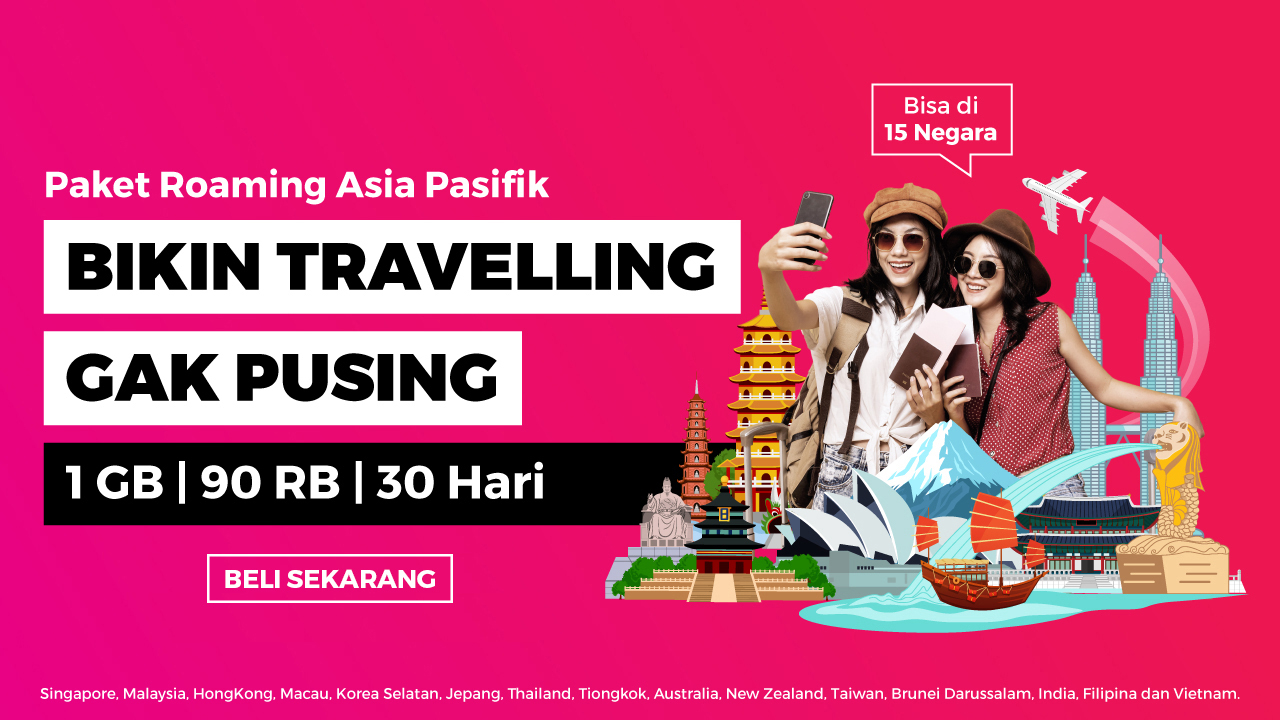 Bisa di
15 Negara
Paket Roaming Asia Pasifik
BIKIN TRAVELLING
GAK PUSING
1 GB | 90 RB | 30 Hari
BELI SEKARANG
Singapore, Malaysia, HongKong, Macau, Korea Selatan, Jepang, Thailand, Tiongkok, Australia, New Zealand, Taiwan, Brunei Darussalam, India, Filipina dan Vietnam.